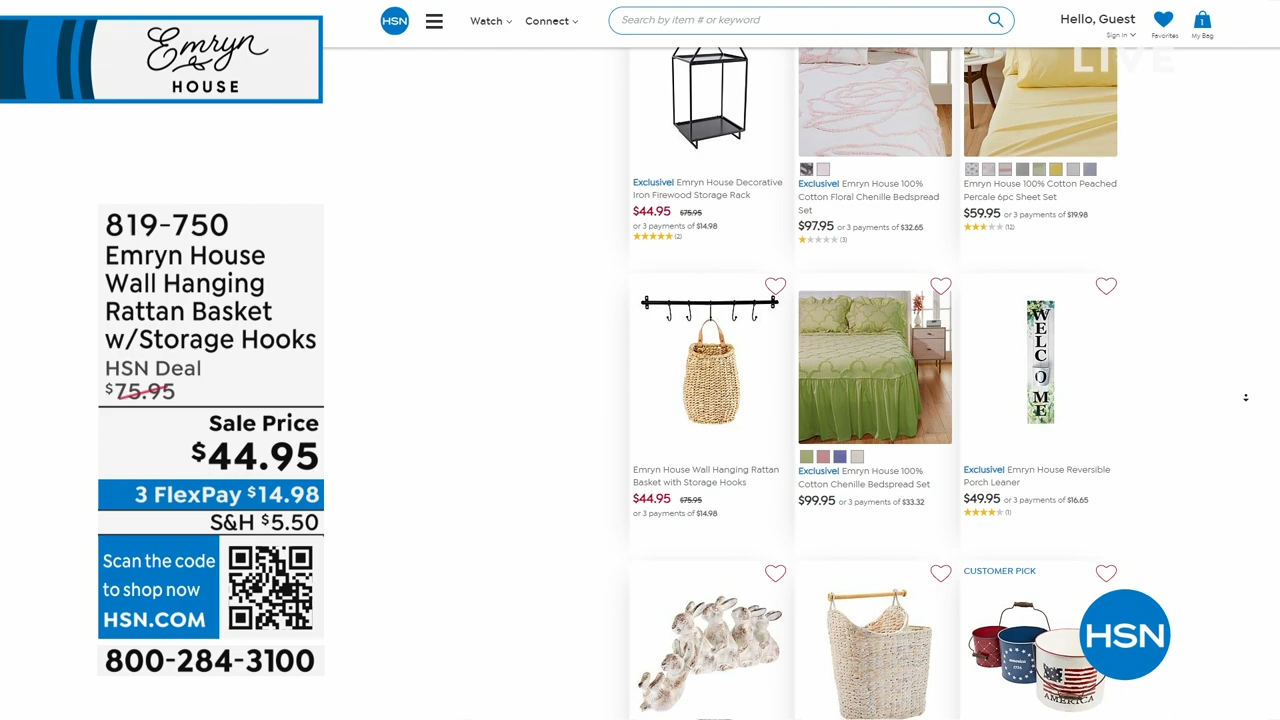 Emryn
HOUSE
HSN
Watch
Connect
Search by item # or keyword
Hello, Guest
Sign In
Favorites
1
My Bag
LIVE
819-750
Emryn House
Wall Hanging
Rattan Basket
w/Storage Hooks
HSN Deal
$75.95
Sale Price
$44.95
3 FlexPay $14.98
S&H $5.50
Scan the code
to shop now
HSN.COM
800-284-3100
Exclusive! Emryn House Decorative
Iron Firewood Storage Rack
$44.95 $75.95
or 3 payments of $14.98
(2)
Exclusive! Emryn House 100%
Cotton Floral Chenille Bedspread
Set
$97.95 or 3 payments of $32.65
(3)
Emryn House 100% Cotton Peached
Percale 6pc Sheet Set
$59.95 or 3 payments of $19.98
(12)
Emryn House Wall Hanging Rattan
Basket with Storage Hooks
$44.95 $75.95
or 3 payments of $14.98
Exclusive! Emryn House 100%
Cotton Chenille Bedspread Set
$99.95 or 3 payments of $33.32
WELCOME
Exclusive! Emryn House Reversible
Porch Leaner
$49.95 or 3 payments of $16.65
(1)
CUSTOMER PICK
America
1776
AMERICA
HSN